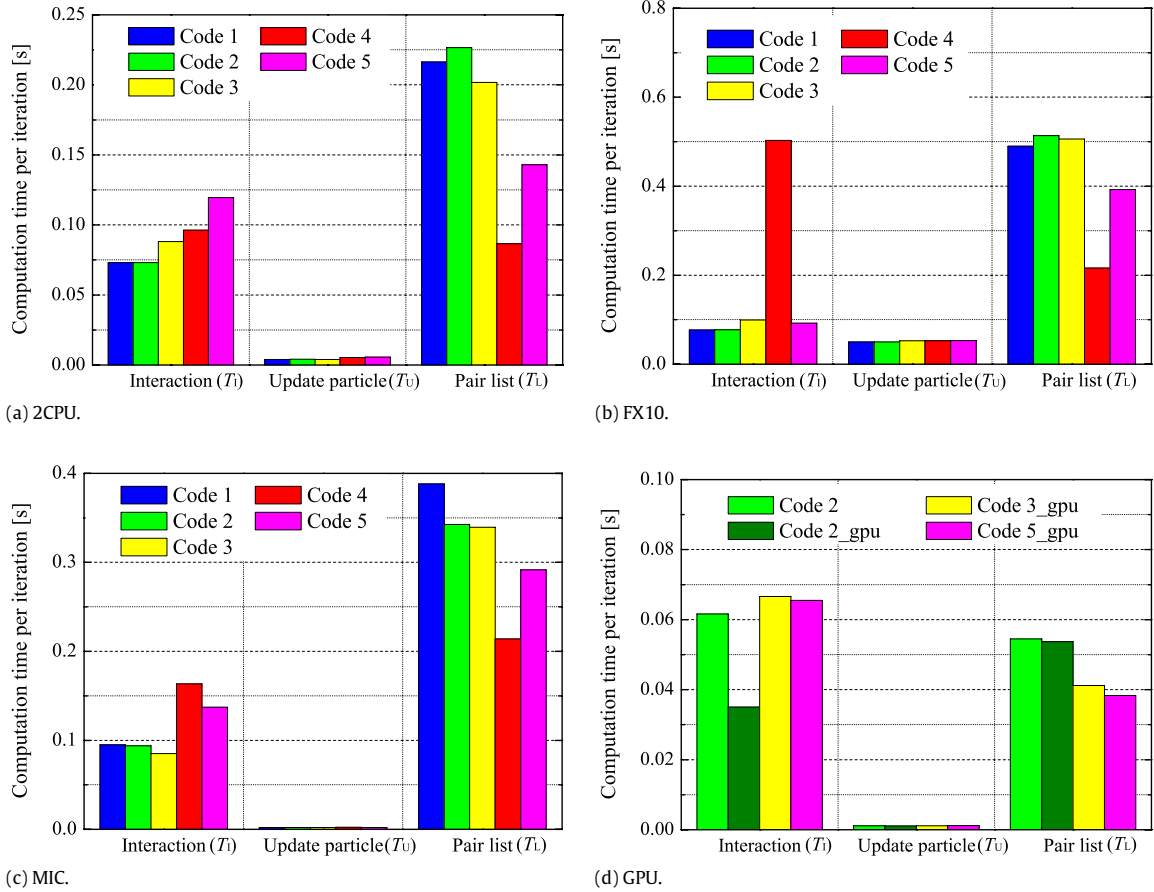 Computation time per iteration [s]
0.25
0.20
0.15
0.10
0.05
0.00
Code 1
Code 2
Code 3
Code 4
Code 5
Interaction (TI)
Update particle (TU)
Pair list (TL)
(a) 2CPU.
Computation time per iteration [s]
0.8
0.6
0.4
0.2
0.0
Code 1
Code 2
Code 3
Code 4
Code 5
Interaction (TI)
Update particle (TU)
Pair list (TL)
(b) FX10.
Computation time per iteration [s]
0.4
0.3
0.2
0.1
0.0
Code 1
Code 2
Code 3
Code 4
Code 5
Interaction (TI)
Update particle (TU)
Pair list (TL)
(c) MIC.
Computation time per iteration [s]
0.10
0.08
0.06
0.04
0.02
0.00
Code 2
Code 2_gpu
Code 3_gpu
Code 5_gpu
Interaction (TI)
Update particle (TU)
Pair list (TL)
(d) GPU.